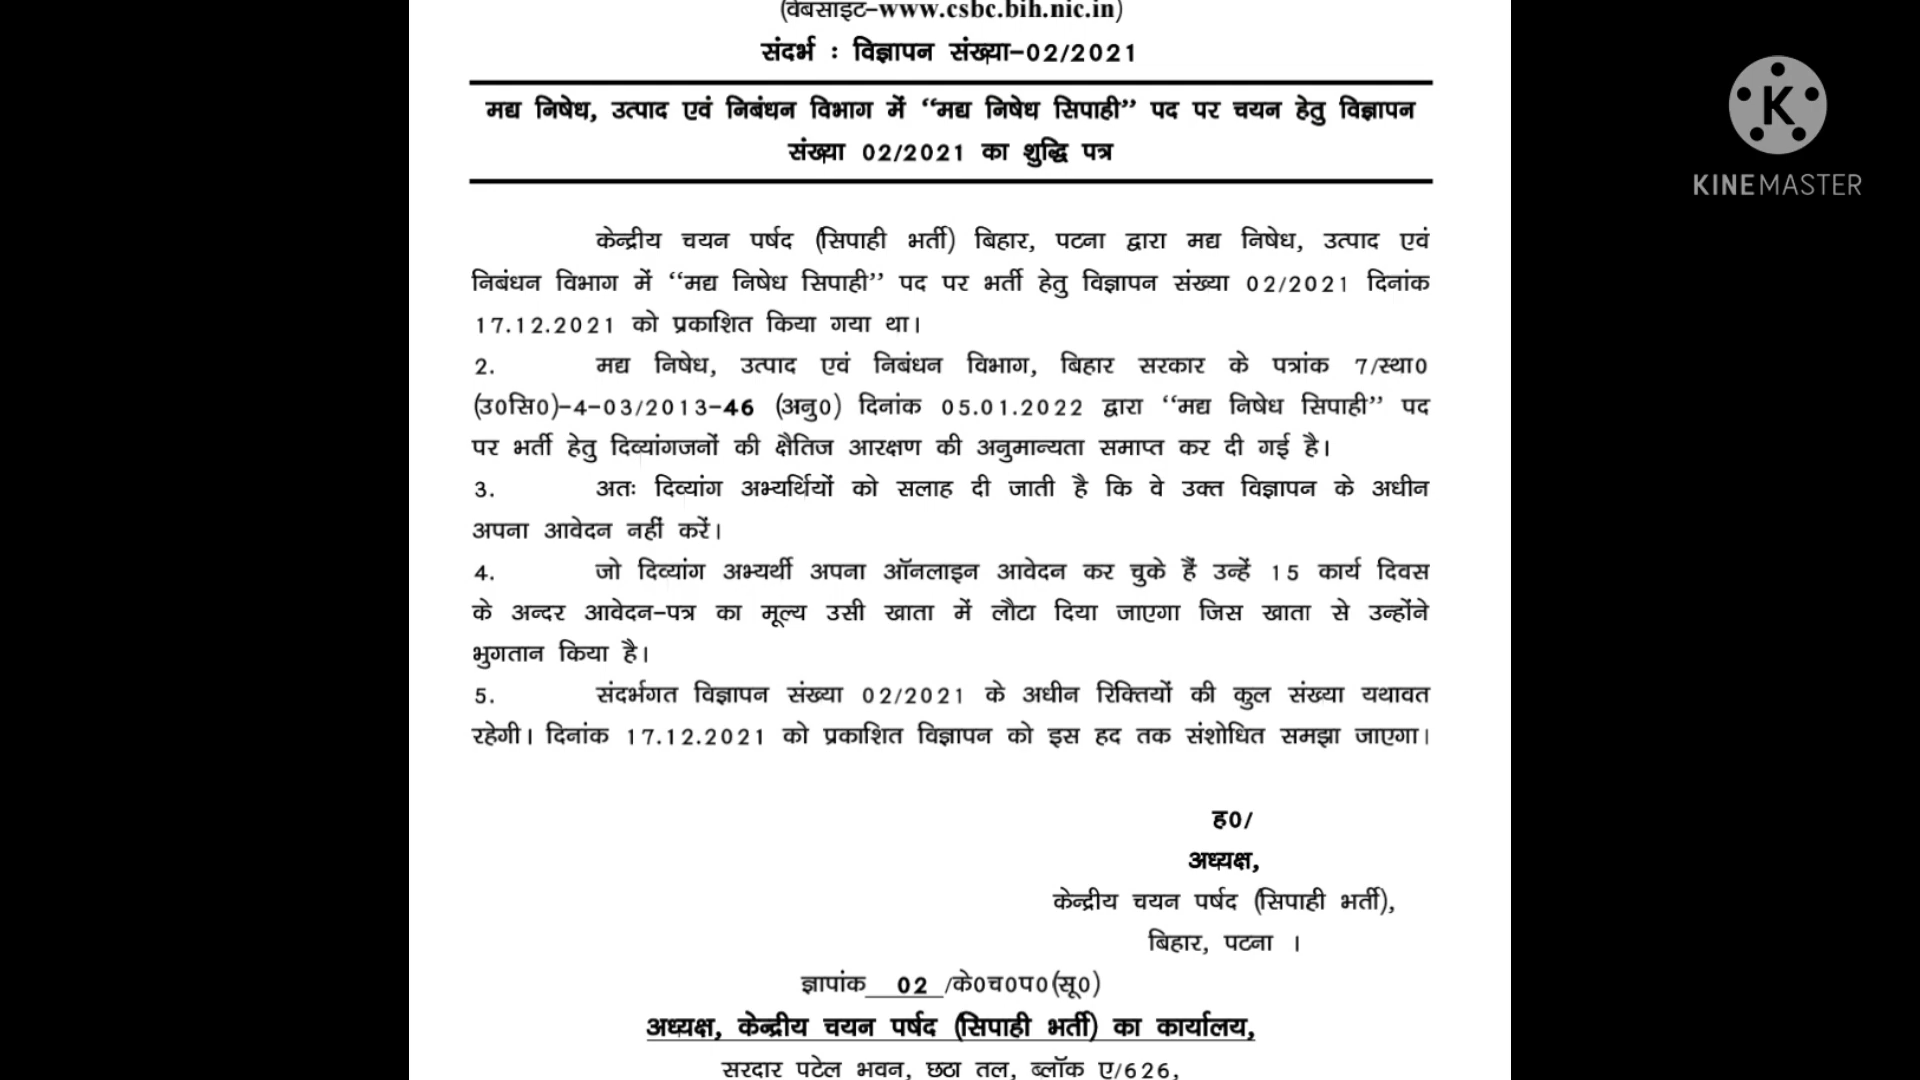 (वेबसाइट–www.csbc.bih.nic.in)
संदर्भ : विज्ञापन संख्या–02/2021
मद्य निषेध, उत्पाद एवं निबंधन विभाग में “मद्य निषेध सिपाही” पद पर चयन हेतु विज्ञापन
संख्या 02/2021 का शुद्धि पत्र
केन्द्रीय चयन पर्षद (सिपाही भर्ती) बिहार, पटना द्वारा मद्य निषेध, उत्पाद एवं
निबंधन विभाग में “मद्य निषेध सिपाही” पद पर भर्ती हेतु विज्ञापन संख्या 02/2021 दिनांक
17.12.2021 को प्रकाशित किया गया था।
2. मद्य निषेध, उत्पाद एवं निबंधन विभाग, बिहार सरकार के पत्रांक 7/स्था0
(उ0सि0)–4–03/2013–46 (अनु0) दिनांक 05.01.2022 द्वारा “मद्य निषेध सिपाही” पद
पर भर्ती हेतु दिव्यांगजनों की क्षैतिज आरक्षण की अनुमान्यता समाप्त कर दी गई है।
3. अतः दिव्यांग अभ्यर्थियों को सलाह दी जाती है कि वे उक्त विज्ञापन के अधीन
अपना आवेदन नहीं करें।
4. जो दिव्यांग अभ्यर्थी अपना ऑनलाइन आवेदन कर चुके हैं उन्हें 15 कार्य दिवस
के अन्दर आवेदन–पत्र का मूल्य उसी खाता में लौटा दिया जाएगा जिस खाता से उन्होंने
भुगतान किया है।
5. संदर्भगत विज्ञापन संख्या 02/2021 के अधीन रिक्तियों की कुल संख्या यथावत
रहेगी। दिनांक 17.12.2021 को प्रकाशित विज्ञापन को इस हद तक संशोधित समझा जाएगा।
ह0/
अध्यक्ष,
केन्द्रीय चयन पर्षद (सिपाही भर्ती),
बिहार, पटना ।
ज्ञापांक 02 /के0च0प0(सू0)
अध्यक्ष, केन्द्रीय चयन पर्षद (सिपाही भर्ती) का कार्यालय,
सरदार पटेल भवन, छठा तल, ब्लॉक ए/626,
K
KINEMASTER